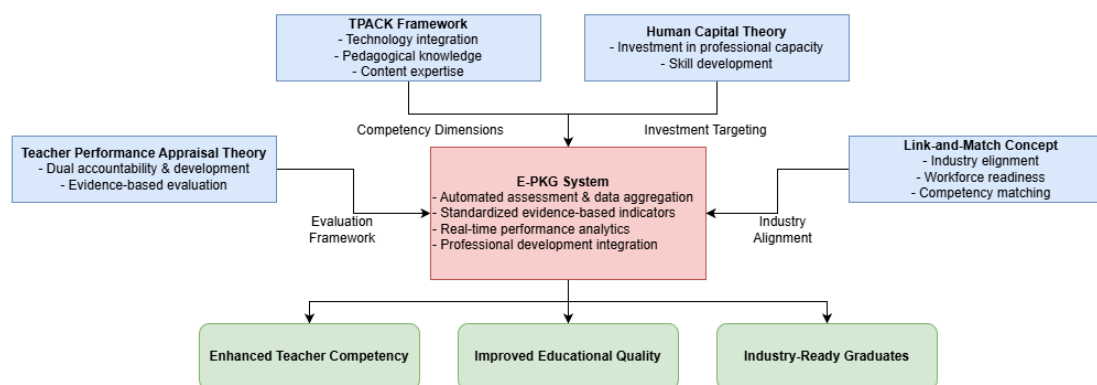 TPACK Framework
- Technology integration
- Pedagogical knowledge
- Content expertise
Human Capital Theory
- Investment in professional capacity
- Skill development
Competency Dimensions
Investment Targeting
Teacher Performance Appraisal Theory
- Dual accountability & development
- Evidence-based evaluation
Link-and-Match Concept
- Industry elignment
- Workforce readiness
- Competency matching
E-PKG System
- Automated assessment & data aggregation
- Standardized evidence-based indicators
- Real-time performance analytics
- Professional development integration
Evaluation
Framework
Industry
Alignment
Enhanced Teacher Competency
Improved Educational Quality
Industry-Ready Graduates